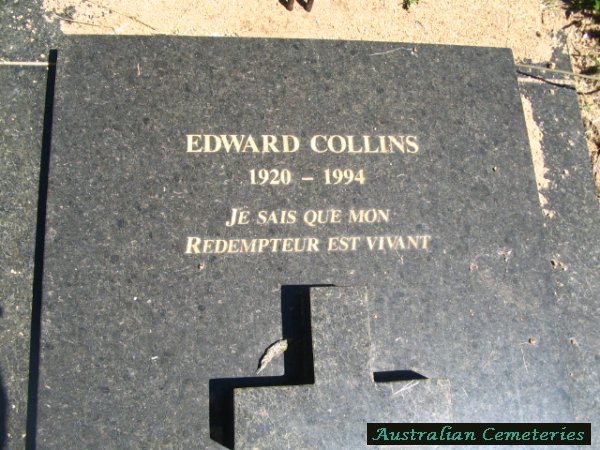 EDWARD COLLINS
1920 – 1994
JE SAIS QUE MON
REDEMPTEUR EST VIVANT
Australian Cemeteries